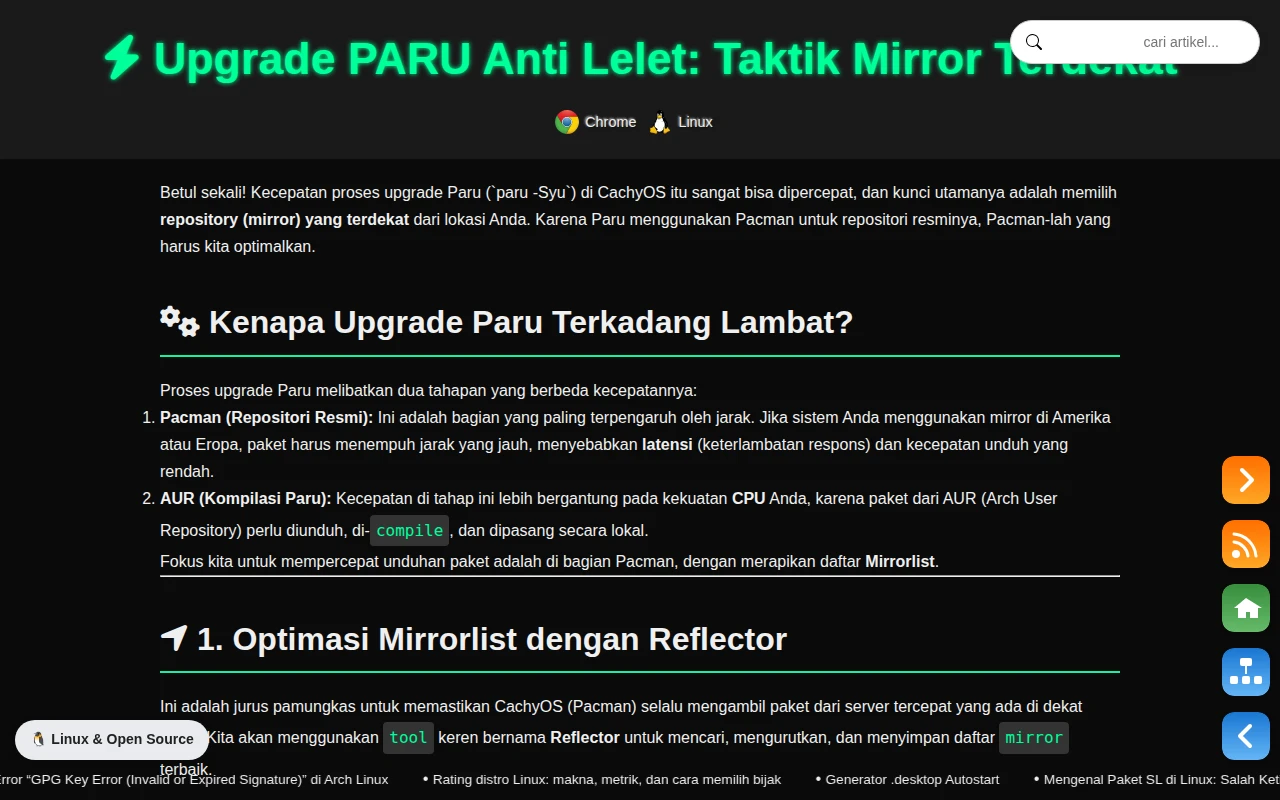 Upgrade PARU Anti Lelet: Taktik Mirror Terdekat
cari artikel...
Chrome
Linux
Betul sekali! Kecepatan proses upgrade Paru (`paru -Syu`) di CachyOS itu sangat bisa dipercepat, dan kunci utamanya adalah memilih
repository (mirror) yang terdekat dari lokasi Anda. Karena Paru menggunakan Pacman untuk repositori resminya, Pacman-lah yang
harus kita optimalkan.
Kenapa Upgrade Paru Terkadang Lambat?
Proses upgrade Paru melibatkan dua tahapan yang berbeda kecepatannya:
1. Pacman (Repositori Resmi): Ini adalah bagian yang paling terpengaruh oleh jarak. Jika sistem Anda menggunakan mirror di Amerika
atau Eropa, paket harus menempuh jarak yang jauh, menyebabkan latensi (keterlambatan respons) dan kecepatan unduh yang
rendah.
2. AUR (Kompilasi Paru): Kecepatan di tahap ini lebih bergantung pada kekuatan CPU Anda, karena paket dari AUR (Arch User
Repository) perlu diunduh, di-compile, dan dipasang secara lokal.
Fokus kita untuk mempercepat unduhan paket adalah di bagian Pacman, dengan merapikan daftar Mirrorlist.
1. Optimasi Mirrorlist dengan Reflector
Ini adalah jurus pamungkas untuk memastikan CachyOS (Pacman) selalu mengambil paket dari server tercepat yang ada di dekat
Kita akan menggunakan tool keren bernama Reflector untuk mencari, mengurutkan, dan menyimpan daftar mirror
terbaik.
Linux & Open Source
Error “GPG Key Error (Invalid or Expired Signature)” di Arch Linux • Rating distro Linux: makna, metrik, dan cara memilih bijak • Generator .desktop Autostart • Mengenal Paket SL di Linux: Salah Ket